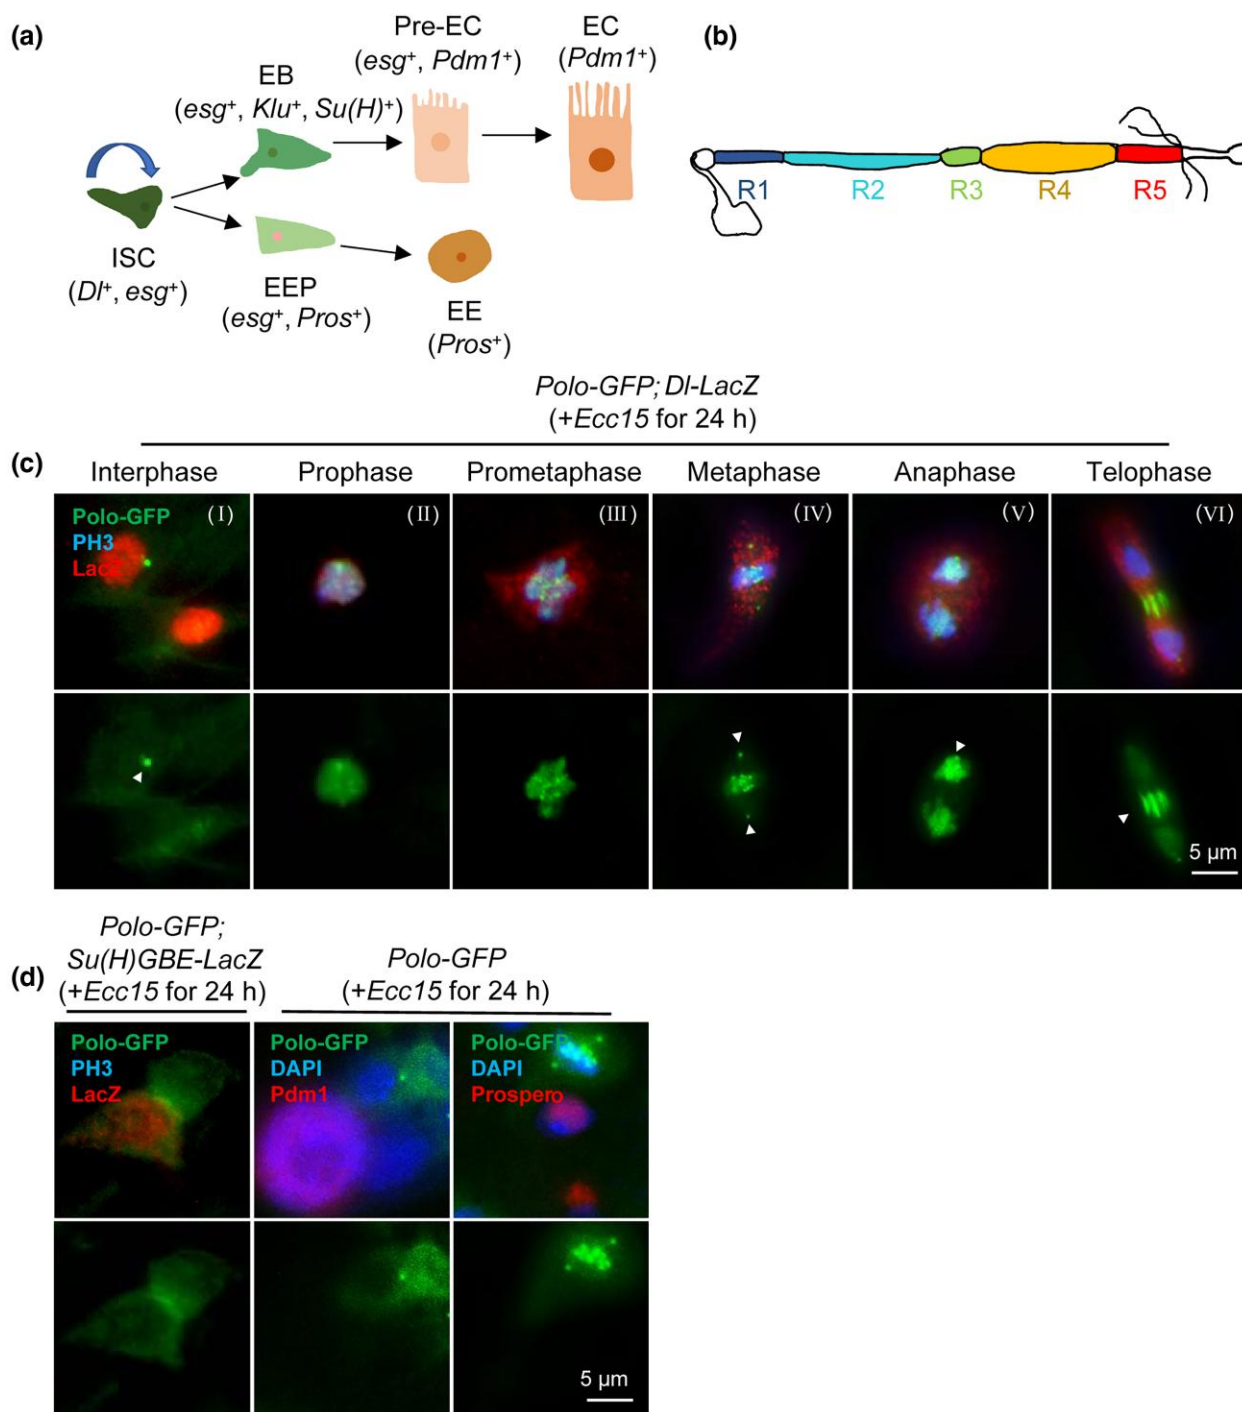 (a)
Pre-EC
(esg⁺, Pdm1⁺)
EC
(Pdm1⁺)
EB
(esg⁺, Klu⁺, Su(H)⁺)
ISC
(Dl⁺, esg⁺)
EEP
(esg⁺, Pros⁺)
EE
(Pros⁺)
(b)
R1
R2
R3
R4
R5
Polo-GFP; Dl-LacZ
(+Ecc15 for 24 h)
(c)
Interphase
Prophase
Prometaphase
Metaphase
Anaphase
Telophase
Polo-GFP
PH3
LacZ
(I)
(II)
(III)
(IV)
(V)
(VI)
5 µm
(d)
Polo-GFP;
Su(H)GBE-LacZ
(+Ecc15 for 24 h)
Polo-GFP
(+Ecc15 for 24 h)
Polo-GFP
PH3
LacZ
Polo-GFP
DAPI
Pdm1
Polo-GFP
DAPI
Prospero
5 µm